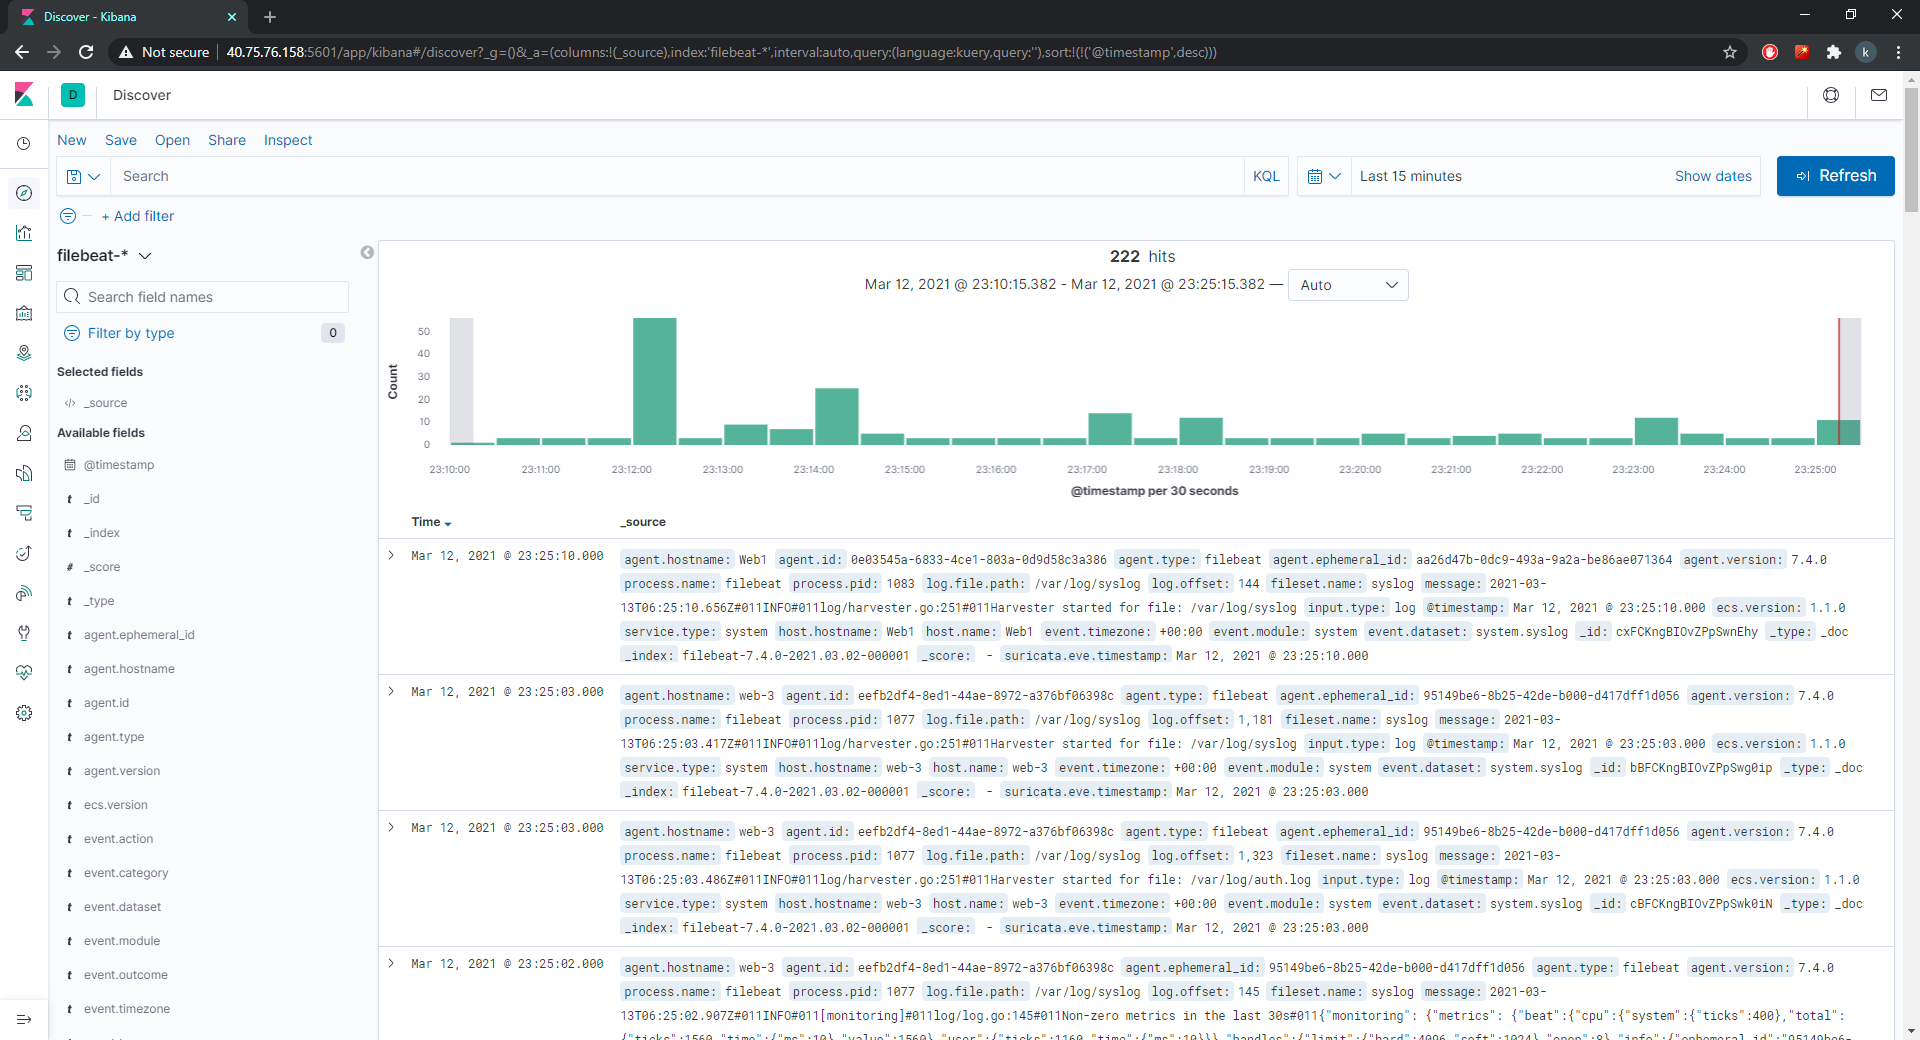 Discover - Kibana
Not secure 40.75.76.158:5601/app/kibana#/discover?_g=()&_a=(columns:!(_source),index:'filebeat-*',interval:auto,query:(language:kuery,query:''),sort:!(!('@timestamp',desc)))
k
D Discover
New Save Open Share Inspect
Search KQL Last 15 minutes Show dates Refresh
+ Add filter
filebeat-*
Search field names
Filter by type 0
Selected fields
_source
Available fields
@timestamp
t _id
t _index
# _score
t _type
t agent.ephemeral_id
t agent.hostname
t agent.id
t agent.type
t agent.version
t ecs.version
t event.action
t event.category
t event.dataset
t event.module
t event.outcome
t event.timezone
222 hits
Mar 12, 2021 @ 23:10:15.382 - Mar 12, 2021 @ 23:25:15.382 — Auto
Count
50
40
30
20
10
0
23:10:00 23:11:00 23:12:00 23:13:00 23:14:00 23:15:00 23:16:00 23:17:00 23:18:00 23:19:00 23:20:00 23:21:00 23:22:00 23:23:00 23:24:00 23:25:00
@timestamp per 30 seconds
Time _source
Mar 12, 2021 @ 23:25:10.000
agent.hostname: Web1 agent.id: 0e03545a-6833-4ce1-803a-0d9d58c3a386 agent.type: filebeat agent.ephemeral_id: aa26d47b-0dc9-493a-9a2a-be86ae071364 agent.version: 7.4.0
process.name: filebeat process.pid: 1083 log.file.path: /var/log/syslog log.offset: 144 fileset.name: syslog message: 2021-03-
13T06:25:10.656Z#011INFO#011log/harvester.go:251#011Harvester started for file: /var/log/syslog input.type: log @timestamp: Mar 12, 2021 @ 23:25:10.000 ecs.version: 1.1.0
service.type: system host.hostname: Web1 host.name: Web1 event.timezone: +00:00 event.module: system event.dataset: system.syslog _id: cxFCKngBIOvZPpSwnEhy _type: _doc
_index: filebeat-7.4.0-2021.03.02-000001 _score: - suricata.eve.timestamp: Mar 12, 2021 @ 23:25:10.000
Mar 12, 2021 @ 23:25:03.000
agent.hostname: web-3 agent.id: eefb2df4-8ed1-44ae-8972-a376bf06398c agent.type: filebeat agent.ephemeral_id: 95149be6-8b25-42de-b000-d417dff1d056 agent.version: 7.4.0
process.name: filebeat process.pid: 1077 log.file.path: /var/log/syslog log.offset: 1,181 fileset.name: syslog message: 2021-03-
13T06:25:03.417Z#011INFO#011log/harvester.go:251#011Harvester started for file: /var/log/syslog input.type: log @timestamp: Mar 12, 2021 @ 23:25:03.000 ecs.version: 1.1.0
service.type: system host.hostname: web-3 host.name: web-3 event.timezone: +00:00 event.module: system event.dataset: system.syslog _id: bBFCKngBIOvZPpSwg0ip _type: _doc
_index: filebeat-7.4.0-2021.03.02-000001 _score: - suricata.eve.timestamp: Mar 12, 2021 @ 23:25:03.000
Mar 12, 2021 @ 23:25:03.000
agent.hostname: web-3 agent.id: eefb2df4-8ed1-44ae-8972-a376bf06398c agent.type: filebeat agent.ephemeral_id: 95149be6-8b25-42de-b000-d417dff1d056 agent.version: 7.4.0
process.name: filebeat process.pid: 1077 log.file.path: /var/log/syslog log.offset: 1,323 fileset.name: syslog message: 2021-03-
13T06:25:03.486Z#011INFO#011log/harvester.go:251#011Harvester started for file: /var/log/auth.log input.type: log @timestamp: Mar 12, 2021 @ 23:25:03.000 ecs.version: 1.1.0
service.type: system host.hostname: web-3 host.name: web-3 event.timezone: +00:00 event.module: system event.dataset: system.syslog _id: cBFCKngBIOvZPpSwk0iN _type: _doc
_index: filebeat-7.4.0-2021.03.02-000001 _score: - suricata.eve.timestamp: Mar 12, 2021 @ 23:25:03.000
Mar 12, 2021 @ 23:25:02.000
agent.hostname: web-3 agent.id: eefb2df4-8ed1-44ae-8972-a376bf06398c agent.ephemeral_id: 95149be6-8b25-42de-b000-d417dff1d056 agent.type: filebeat agent.version: 7.4.0
process.name: filebeat process.pid: 1077 log.file.path: /var/log/syslog log.offset: 145 fileset.name: syslog message: 2021-03-
13T06:25:02.907Z#011INFO#011[monitoring]#011log/log.go:145#011Non-zero metrics in the last 30s#011{"monitoring": {"metrics": {"beat":{"cpu":{"system":{"ticks":400},"total":
{"ticks":1560,"time":{"ms":10},"value":1560},"user":{"ticks":1160,"time":{"ms":10}}},"handles":{"limit":{"hard":4096,"soft":1024},"open":8},"info":{"ephemeral_id":"95149be6-